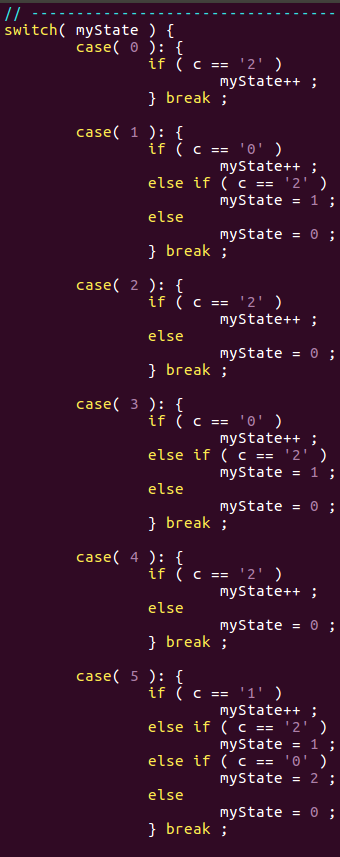 // ----------------------------------
switch( myState ) {
        case( 0 ): {
                if ( c == '2' )
                        myState++ ;
                } break ;

        case( 1 ): {
                if ( c == '0' )
                        myState++ ;
                else if ( c == '2' )
                        myState = 1 ;
                else
                        myState = 0 ;
                } break ;

        case( 2 ): {
                if ( c == '2' )
                        myState++ ;
                else
                        myState = 0 ;
                } break ;

        case( 3 ): {
                if ( c == '0' )
                        myState++ ;
                else if ( c == '2' )
                        myState = 1 ;
                else
                        myState = 0 ;
                } break ;

        case( 4 ): {
                if ( c == '2' )
                        myState++ ;
                else
                        myState = 0 ;
                } break ;

        case( 5 ): {
                if ( c == '1' )
                        myState++ ;
                else if ( c == '2' )
                        myState = 1 ;
                else if ( c == '0' )
                        myState = 2 ;
                else
                        myState = 0 ;
                } break ;